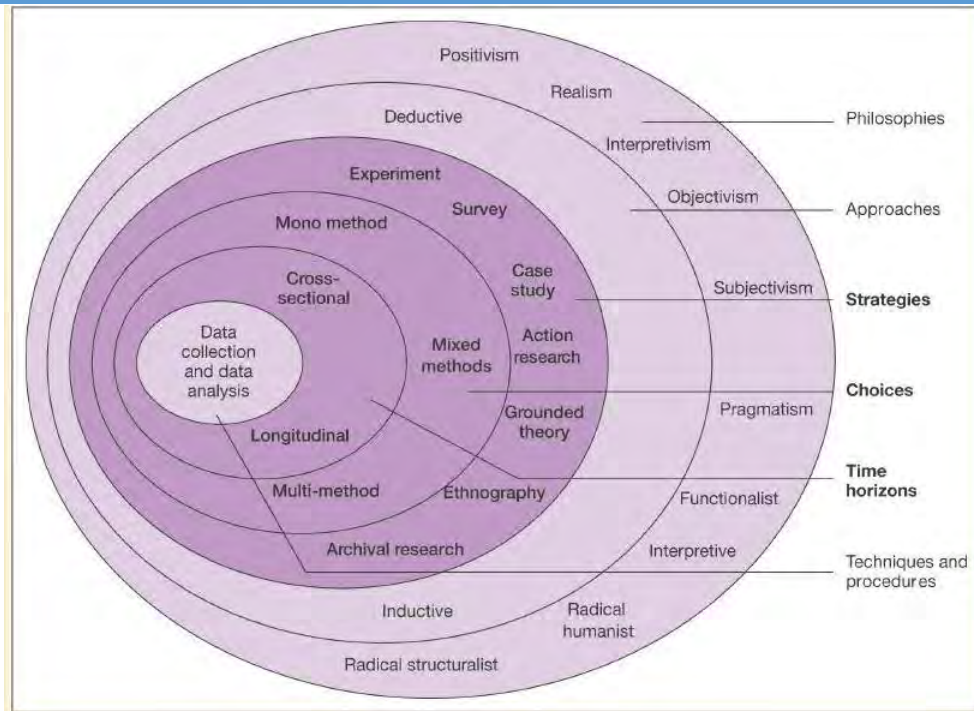 Positivism
Realism
Philosophies
Deductive
Interpretivism
Experiment
Objectivism
Survey
Approaches
Mono method
Case
study
Cross-
sectional
Subjectivism
Strategies
Data
collection
and data
analysis
Mixed
methods
Action
research
Choices
Pragmatism
Grounded
theory
Longitudinal
Time
horizons
Multi-method
Ethnography
Functionalist
Archival research
Interpretive
Techniques and
procedures
Inductive
Radical
humanist
Radical structuralist